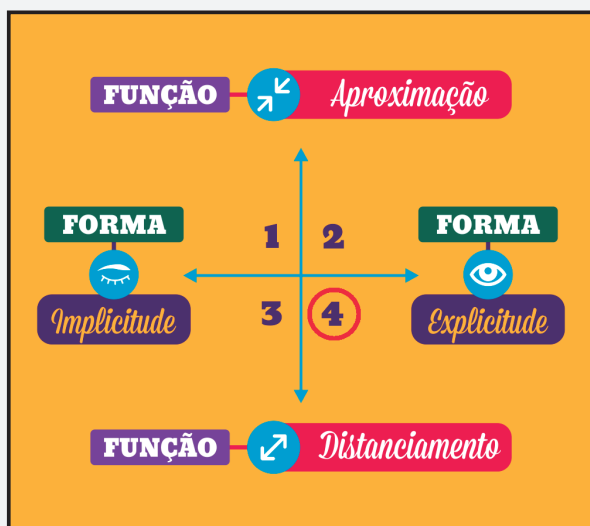 FUNÇÃO Aproximação
FORMA FORMA
1 2
Implicitude Explicitude
3 4
FUNÇÃO Distanciamento